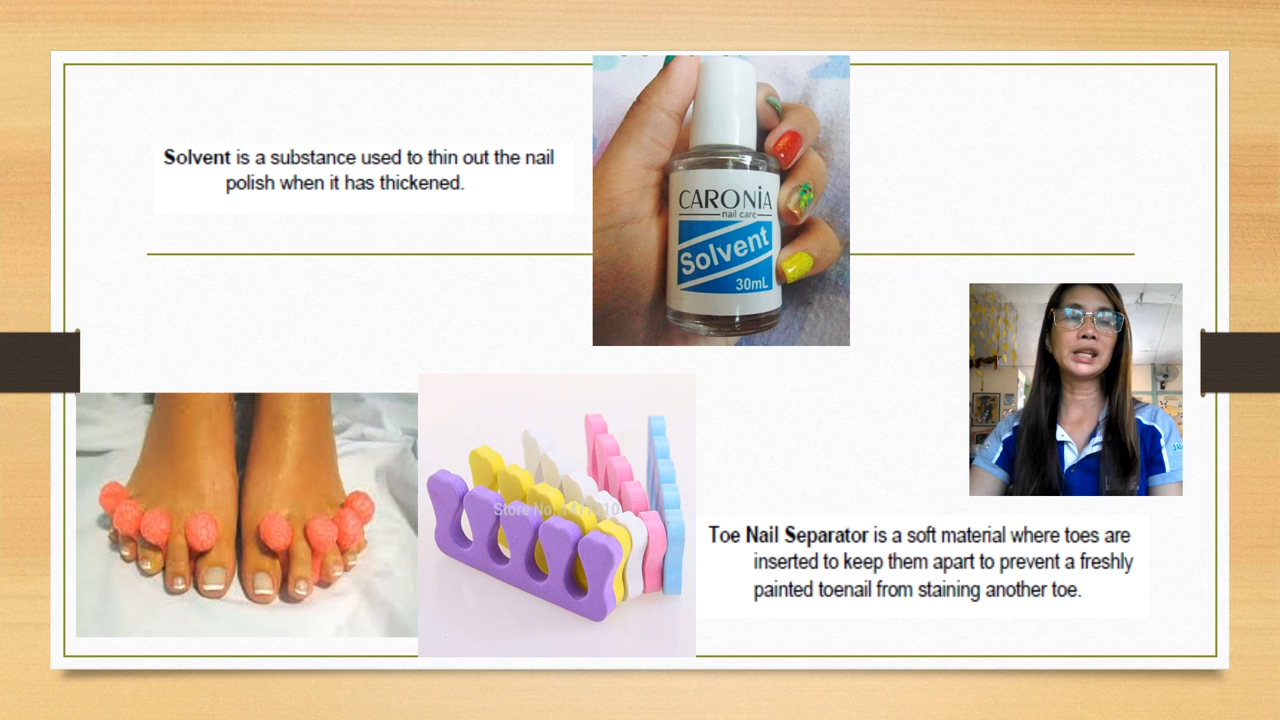 Solvent is a substance used to thin out the nail
polish when it has thickened.
CARONiA
nail care
Solvent
30mL
Store No.
Toe Nail Separator is a soft material where toes are
inserted to keep them apart to prevent a freshly
painted toenail from staining another toe.